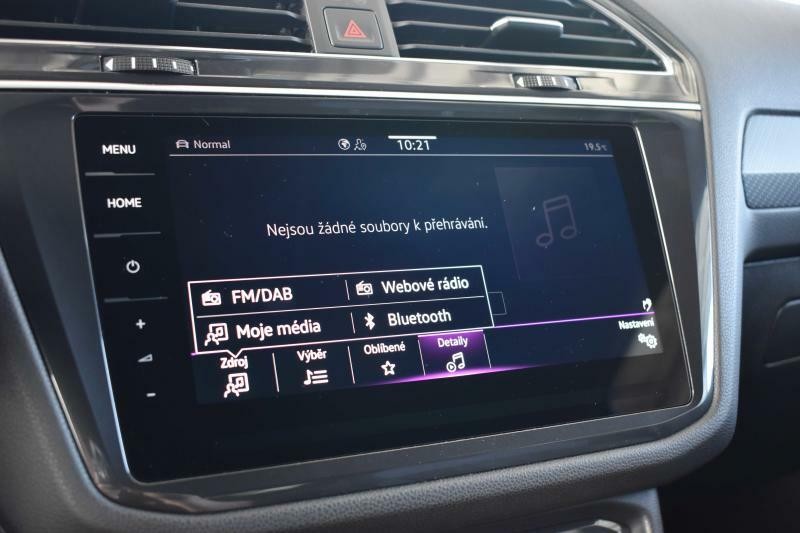 MENU
Normal
10:21
19.5°C
HOME
Nejsou žádné soubory k přehrávání.
FM/DAB
Webové rádio
Moje média
Bluetooth
Zdroj
Výběr
Oblíbené
Detaily
Nastavení
+
-